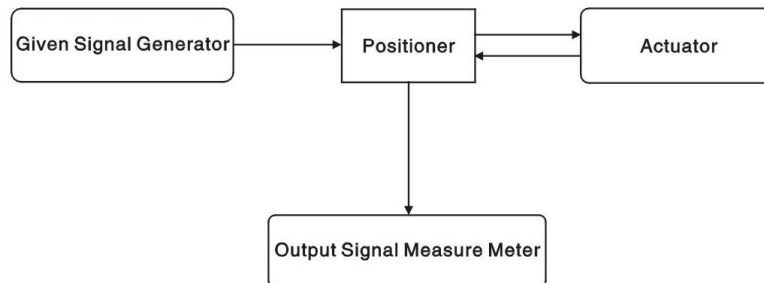 Given Signal Generator
Positioner
Actuator
Output Signal Measure Meter